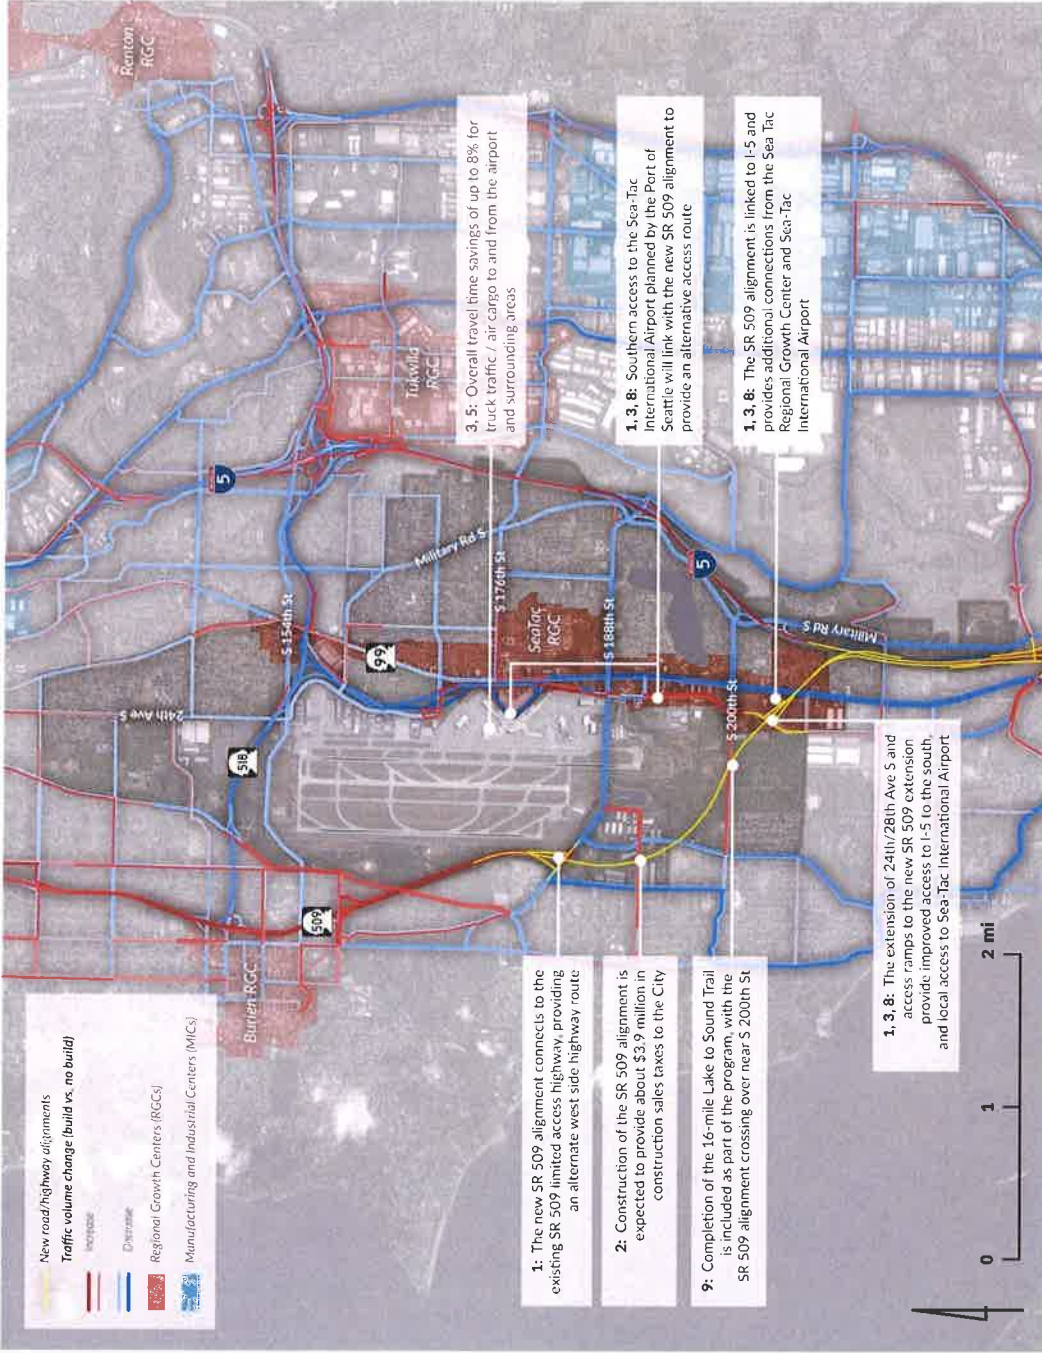 New road/highway alignments
Traffic volume change (build vs. no build)
Increase
Decrease
Regional Growth Centers (RGCs)
Manufacturing and Industrial Centers (MICs)
Burien RGC
509
518
24th Ave S
S 154th St
99
5
Military Rd S
S 176th St
SeaTac
RGC
S 188th St
S 200th St
5
Military Rd S
Tukwila
RGC
Renton
RGC
3, 5: Overall travel time savings of up to 8% for
truck traffic / air cargo to and from the airport
and surrounding areas
1, 3, 8: Southern access to the Sea-Tac
International Airport planned by the Port of
Seattle will link with the new SR 509 alignment to
provide an alternative access route
1, 3, 8: The SR 509 alignment is linked to I-5 and
provides additional connections from the Sea Tac
Regional Growth Center and Sea-Tac
International Airport
1: The new SR 509 alignment connects to the
existing SR 509 limited access highway, providing
an alternate west side highway route
2: Construction of the SR 509 alignment is
expected to provide about $3.9 million in
construction sales taxes to the City
9: Completion of the 16-mile Lake to Sound Trail
is included as part of the program, with the
SR 509 alignment crossing over near S 200th St
1, 3, 8: The extension of 24th/28th Ave S and
access ramps to the new SR 509 extension
provide improved access to I-5 to the south,
and local access to Sea-Tac International Airport
0 1 2 mi